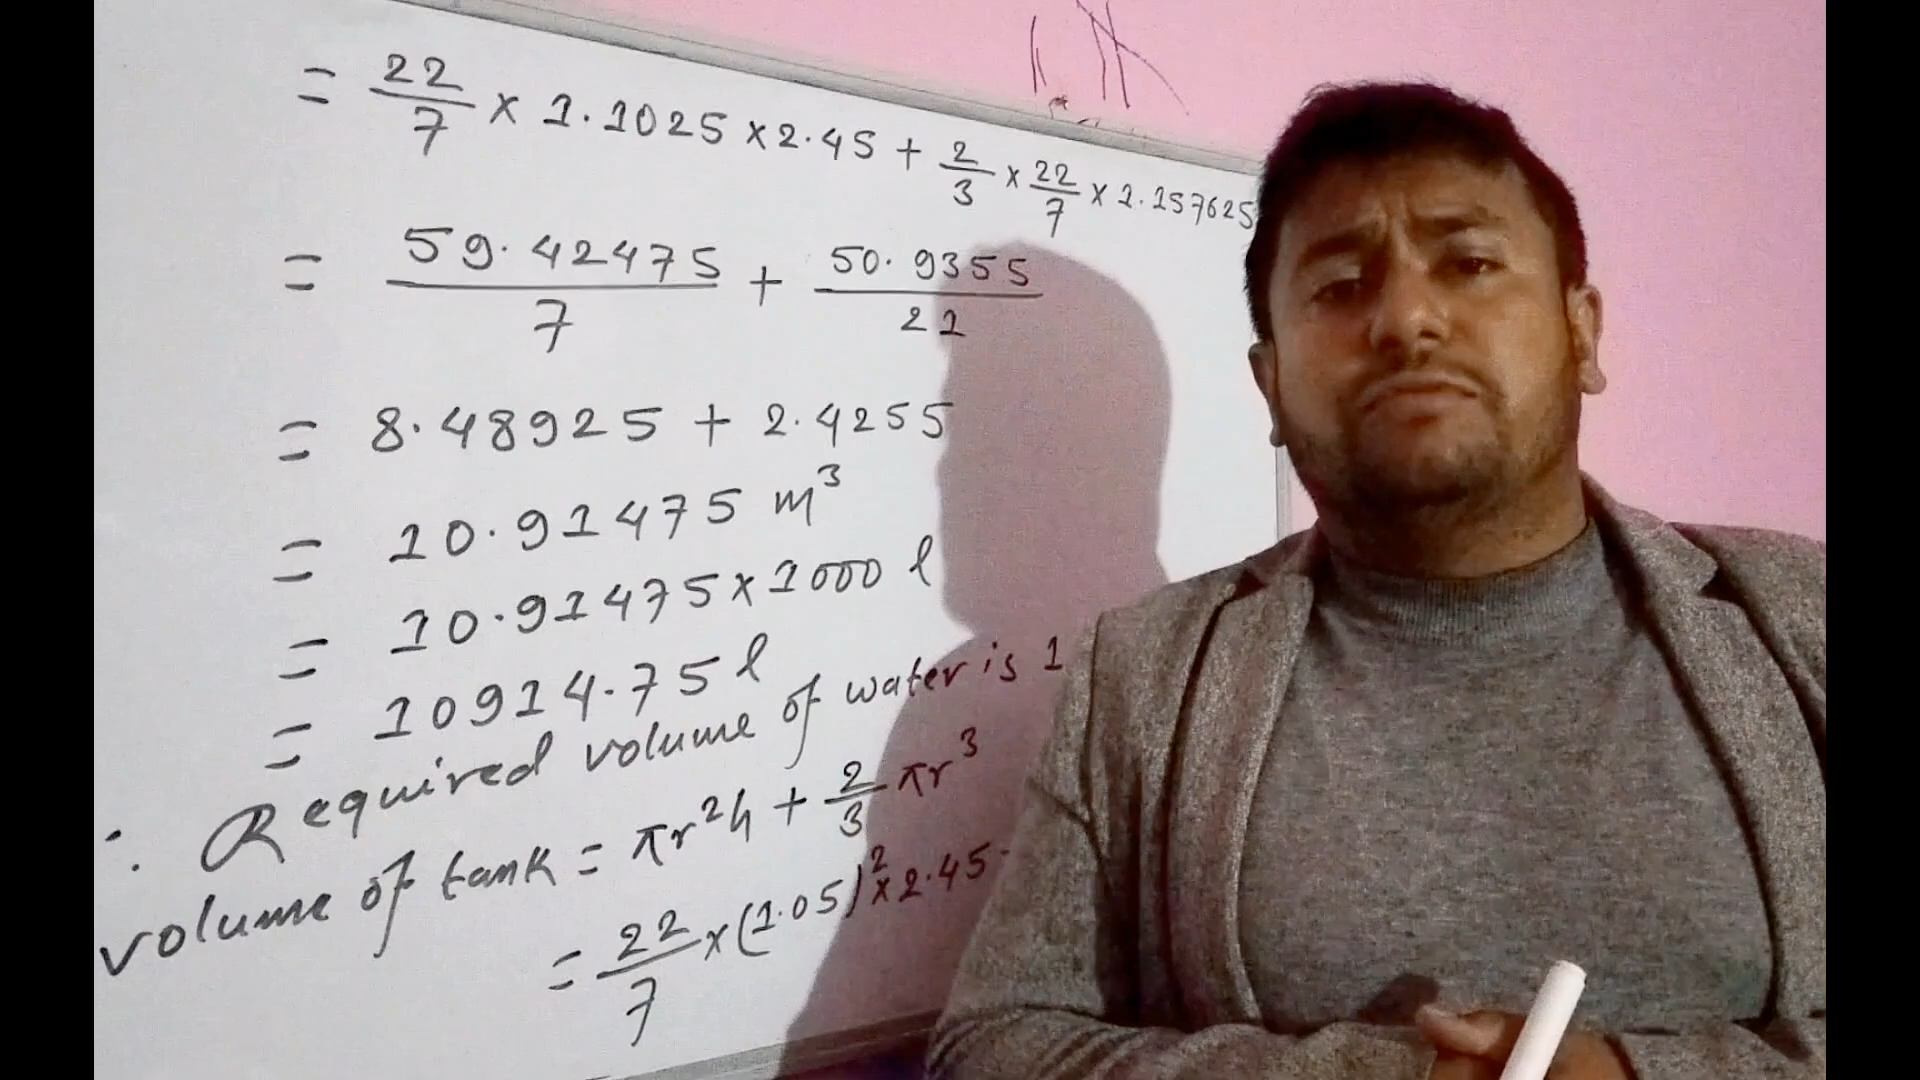 = 22/7 × 1.1025 × 2.45 + 2/3 × 22/7 × 1.157625
= 59.42475/7 + 50.9355/21
= 8.48925 + 2.4255
= 10.91475 m³
= 10.91475 × 1000 l
= 10914.75 l
∴ Required volume of water is 1
volume of tank = πr²h + 2/3 πr³
= 22/7 × (1.05)² × 2.45